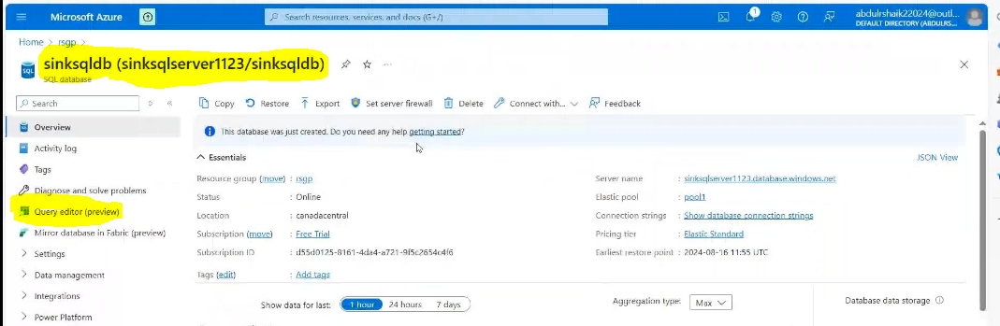 Microsoft Azure
Search resources, services, and docs (G+/)
1
abdulrshaik22024@outl...
DEFAULT DIRECTORY (ABDULRS...
Home > rsgp >
sinksqldb (sinksqlserver1123/sinksqldb)
SQL
SQL database
Search
Copy Restore Export Set server firewall Delete Connect with... Feedback
Overview
Activity log
Tags
Diagnose and solve problems
Query editor (preview)
Mirror database in Fabric (preview)
Settings
Data management
Integrations
Power Platform
This database was just created. Do you need any help getting started?
Essentials
JSON View
Resource group (move) : rsgp
Status : Online
Location : canadacentral
Subscription (move) : Free Trial
Subscription ID : d55d0125-8161-4da4-a721-9f5c2654c4f6
Tags (edit) : Add tags
Server name : sinksqlserver1123.database.windows.net
Elastic pool : pool1
Connection strings : Show database connection strings
Pricing tier : Elastic Standard
Earliest restore point : 2024-08-16 11:55 UTC
Show data for last: 1 hour 24 hours 7 days
Aggregation type: Max
Database data storage